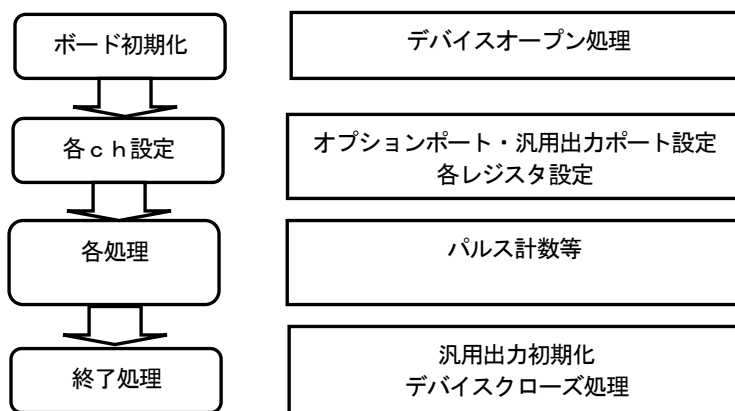 ボード初期化
デバイスオープン処理
各ｃｈ設定
オプションポート・汎用出力ポート設定
各レジスタ設定
各処理
パルス計数等
終了処理
汎用出力初期化
デバイスクローズ処理